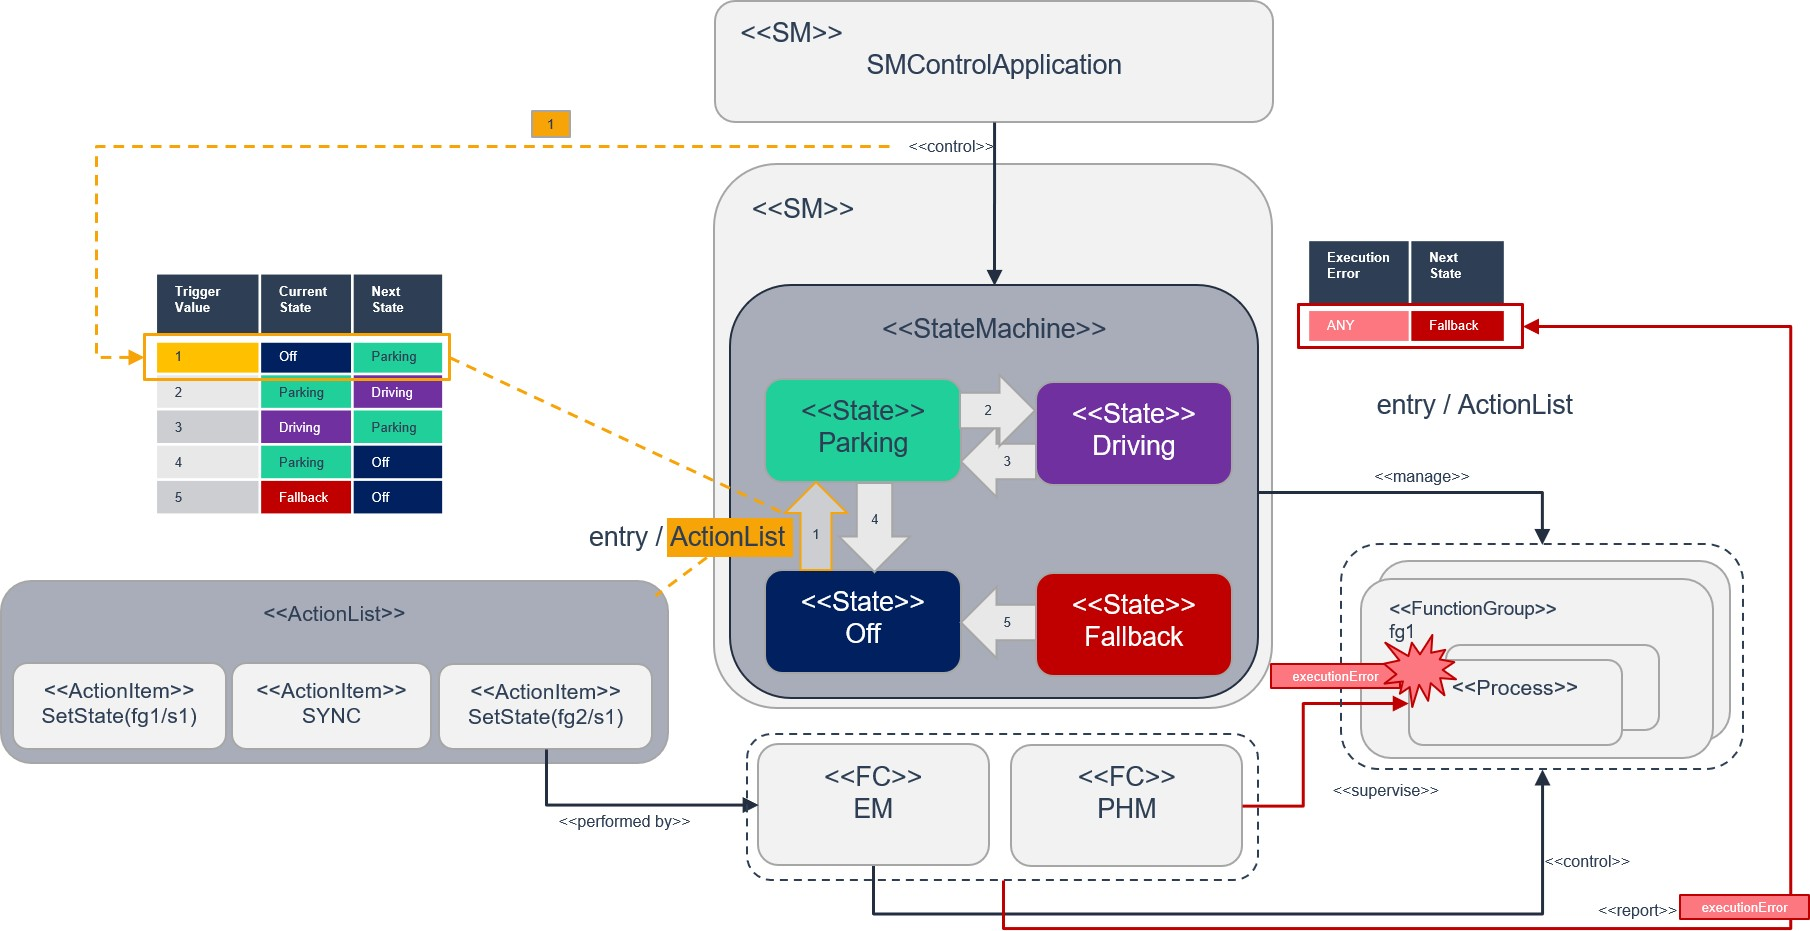 <<SM>>
SMControlApplication
1
<<control>>
<<SM>>
Execution
Error
Next
State
ANY
Fallback
Trigger
Value
Current
State
Next
State
1
Off
Parking
2
Parking
Driving
3
Driving
Parking
4
Parking
Off
5
Fallback
Off
<<StateMachine>>
<<State>>
Parking
2
<<State>>
Driving
3
entry / ActionList
<<manage>>
entry / ActionList
1
4
<<State>>
Off
5
<<State>>
Fallback
<<ActionList>>
<<ActionItem>>
SetState(fg1/s1)
<<ActionItem>>
SYNC
<<ActionItem>>
SetState(fg2/s1)
<<FunctionGroup>>
fg1
executionError
<<Process>>
<<FC>>
EM
<<FC>>
PHM
<<supervise>>
<<performed by>>
<<control>>
<<report>>
executionError